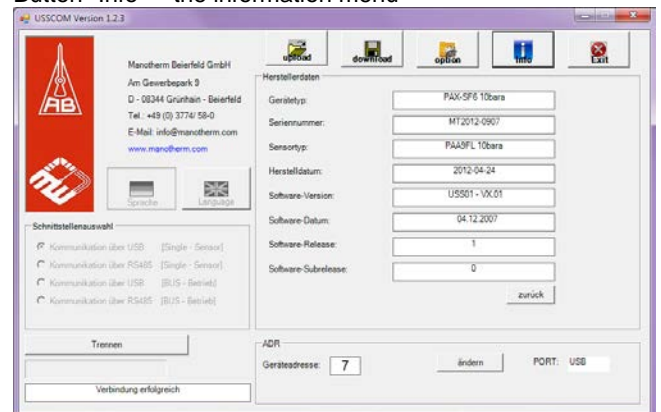 Button "Info" – the information menu
USSCOM Version 1.2.3
AB
Manotherm Beierfeld GmbH
Am Gewerbepark 9
D - 08344 Grünhain - Beierfeld
Tel.: +49 (0) 3774/ 58-0
E-Mail: info@manotherm.com
www.manotherm.com
Sprache
Language
Schnittstellenauswahl
Kommunikation über USB [Single - Sensor]
Kommunikation über RS485 [Single - Sensor]
Kommunikation über USB [BUS - Betrieb]
Kommunikation über RS485 [BUS - Betrieb]
Trennen
Verbindung erfolgreich
upload
download
option
Info
Exit
Herstellerdaten
Gerätetyp: PAX-SF6 10bara
Seriennummer: MT2012-0907
Sensortyp: PAA9FL 10bara
Herstelldatum: 2012-04-24
Software-Version: USS01 - VX.01
Software-Datum: 04.12.2007
Software-Release: 1
Software-Subrelease: 0
zurück
ADR
Geräteadresse: 7
ändern
PORT: USB